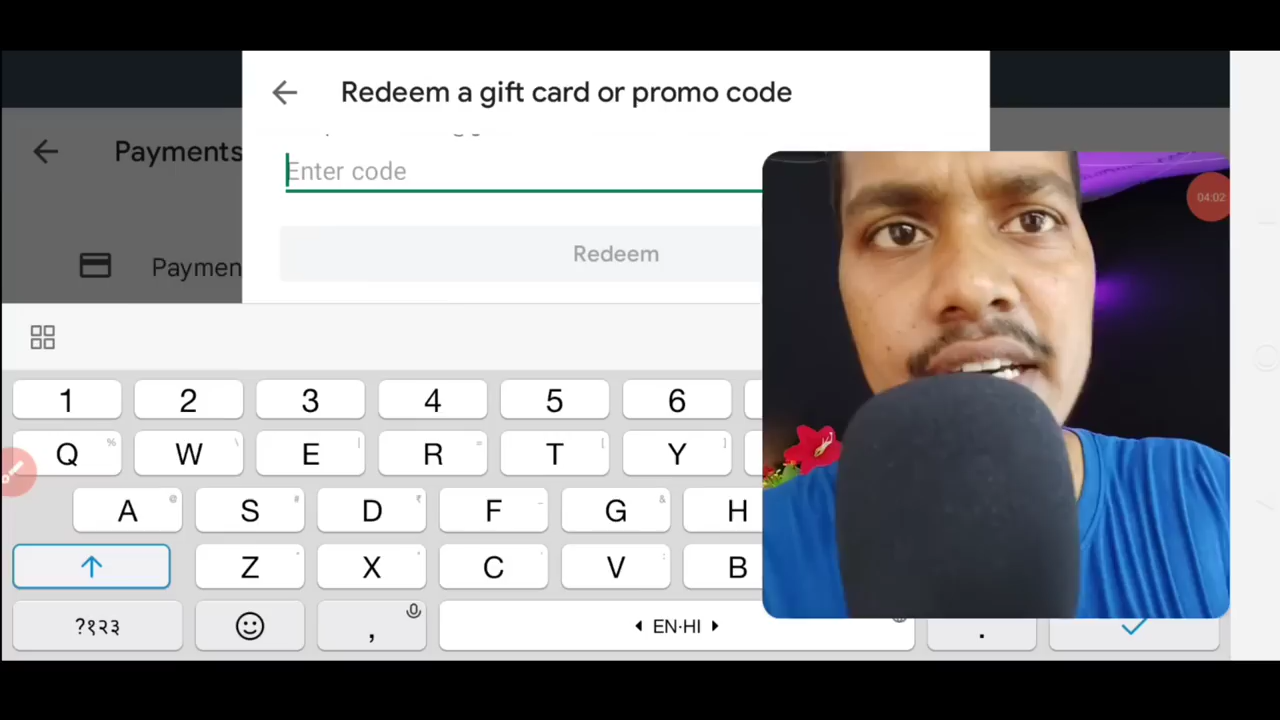 Redeem a gift card or promo code
Payments
Enter code
Redeem
Paymen
04:02
1 2 3 4 5 6
Q % W \ E | R = T [ Y ]
A @ S # D ₹ F _ G & H
Z X C V B
?१२३ , EN·HI .